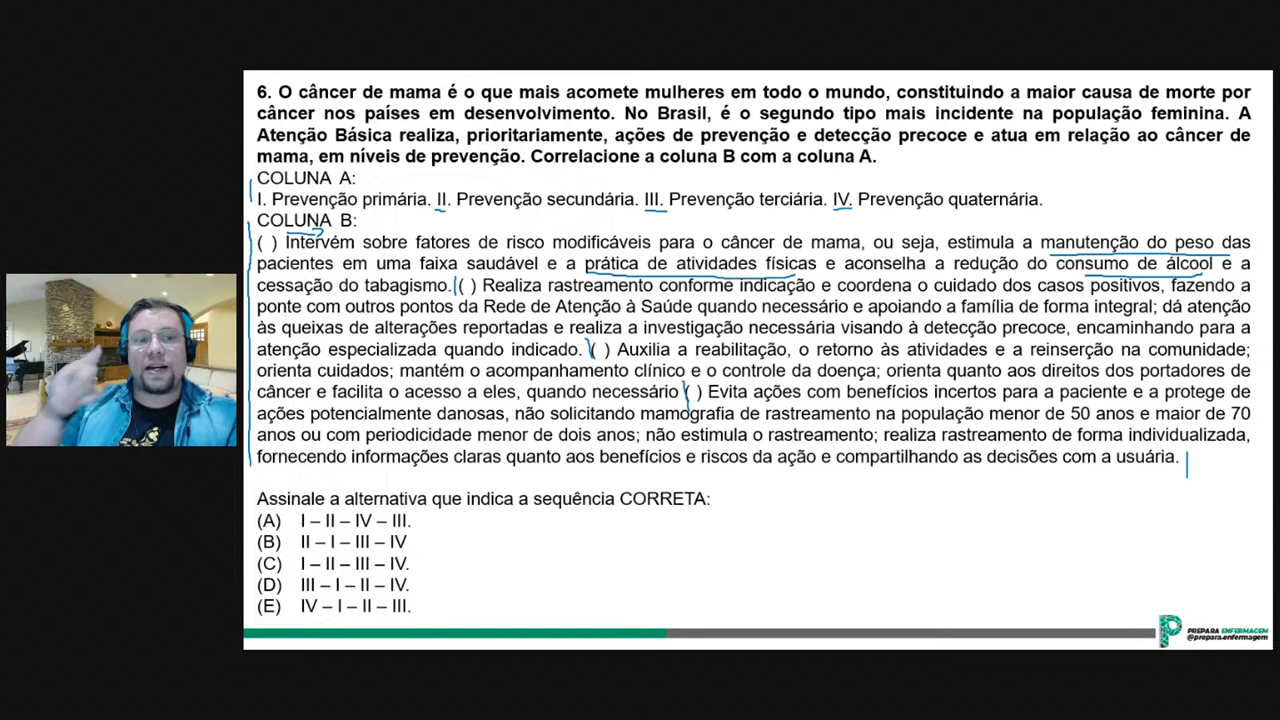 6. O câncer de mama é o que mais acomete mulheres em todo o mundo, constituindo a maior causa de morte por
câncer nos países em desenvolvimento. No Brasil, é o segundo tipo mais incidente na população feminina. A
Atenção Básica realiza, prioritariamente, ações de prevenção e detecção precoce e atua em relação ao câncer de
mama, em níveis de prevenção. Correlacione a coluna B com a coluna A.
COLUNA A:
I. Prevenção primária. II. Prevenção secundária. III. Prevenção terciária. IV. Prevenção quaternária.
COLUNA B:
( ) Intervém sobre fatores de risco modificáveis para o câncer de mama, ou seja, estimula a manutenção do peso das
pacientes em uma faixa saudável e a prática de atividades físicas e aconselha a redução do consumo de álcool e a
cessação do tabagismo. ( ) Realiza rastreamento conforme indicação e coordena o cuidado dos casos positivos, fazendo a
ponte com outros pontos da Rede de Atenção à Saúde quando necessário e apoiando a família de forma integral; dá atenção
às queixas de alterações reportadas e realiza a investigação necessária visando à detecção precoce, encaminhando para a
atenção especializada quando indicado. ( ) Auxilia a reabilitação, o retorno às atividades e a reinserção na comunidade;
orienta cuidados; mantém o acompanhamento clínico e o controle da doença; orienta quanto aos direitos dos portadores de
câncer e facilita o acesso a eles, quando necessário ( ) Evita ações com benefícios incertos para a paciente e a protege de
ações potencialmente danosas, não solicitando mamografia de rastreamento na população menor de 50 anos e maior de 70
anos ou com periodicidade menor de dois anos; não estimula o rastreamento; realiza rastreamento de forma individualizada,
fornecendo informações claras quanto aos benefícios e riscos da ação e compartilhando as decisões com a usuária.
Assinale a alternativa que indica a sequência CORRETA:
(A) I – II – IV – III.
(B) II – I – III – IV
(C) I – II – III – IV.
(D) III – I – II – IV.
(E) IV – I – II – III.
PREPARA ENFERMAGEM
@prepara.enfermagem